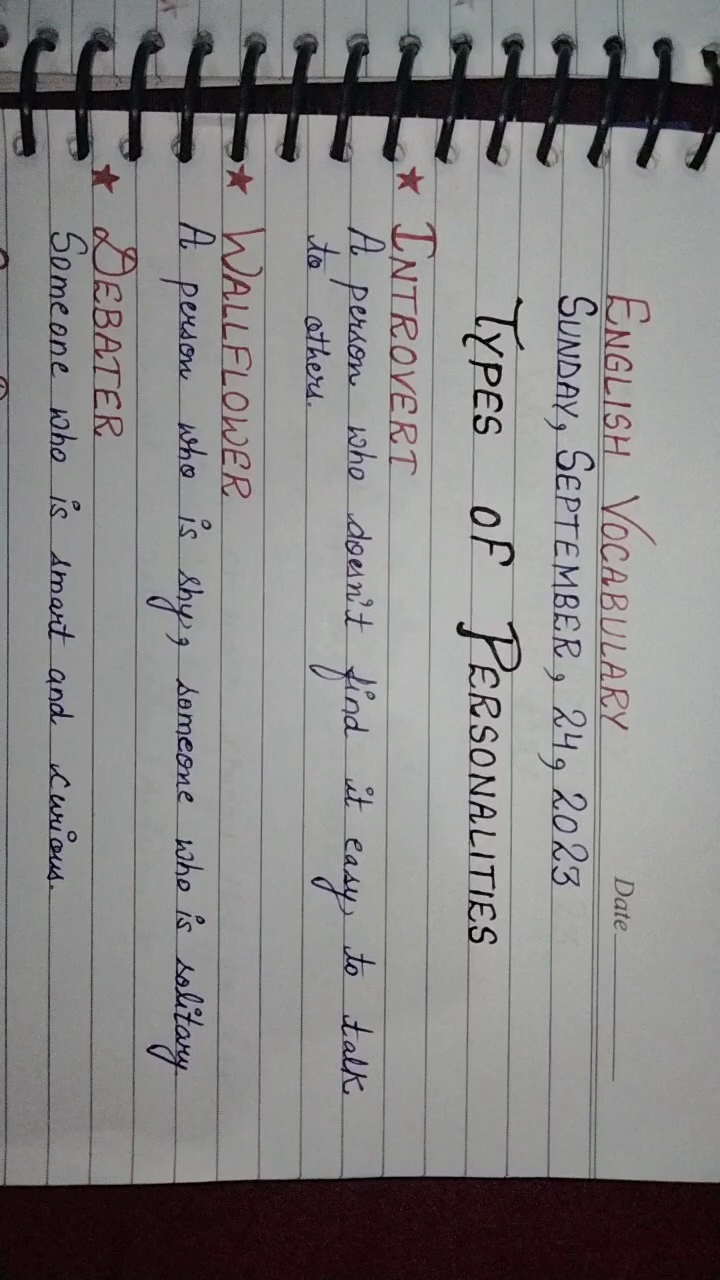 Date
ENGLISH VOCABULARY
SUNDAY, SEPTEMBER, 24, 2023
TYPES OF PERSONALITIES
★ INTROVERT
A person who doesn't find it easy, to talk
to others.
★ WALLFLOWER
A person who is shy, someone who is solitary
★ DEBATER
Someone who is smart and curious.